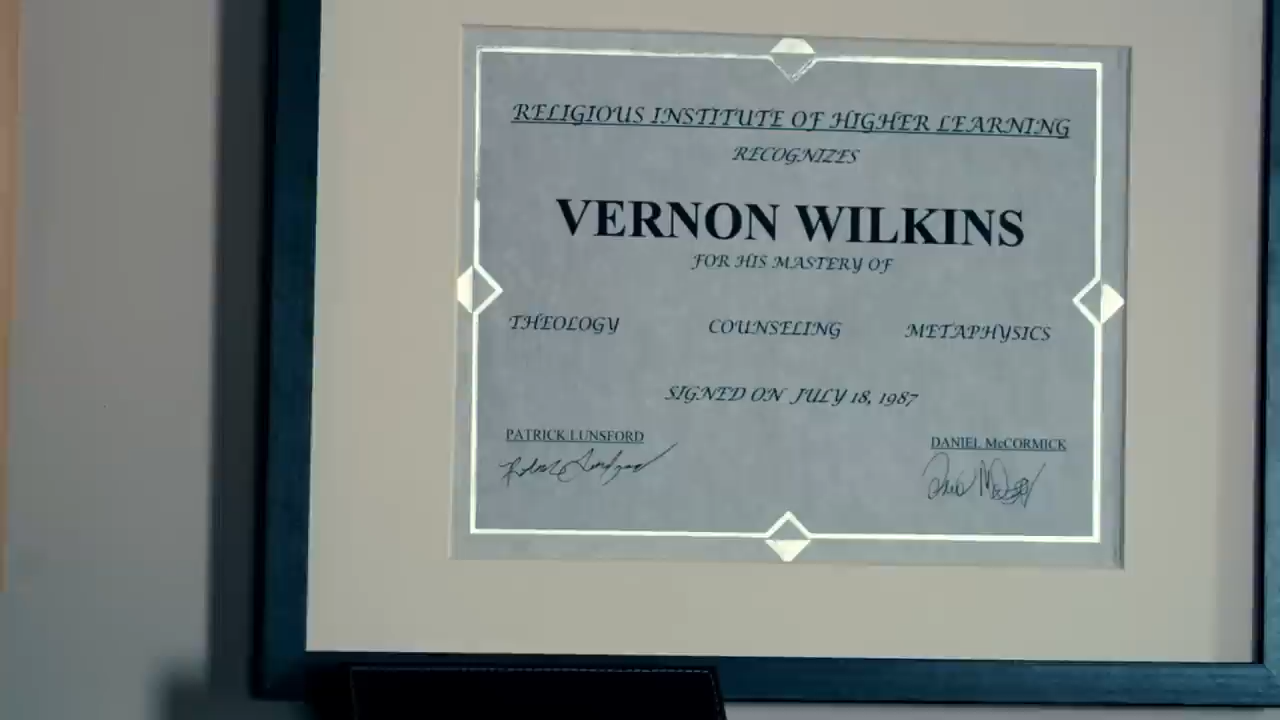 RELIGIOUS INSTITUTE OF HIGHER LEARNING
RECOGNIZES
VERNON WILKINS
FOR HIS MASTERY OF
THEOLOGY COUNSELING METAPHYSICS
SIGNED ON JULY 18, 1987
PATRICK LUNSFORD DANIEL McCORMICK